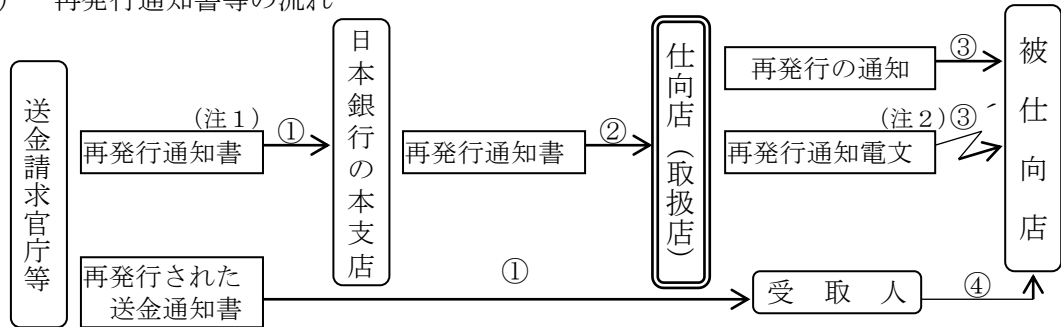 ） 再発行通知書等の流れ
送金請求官庁等
(注１)
再発行通知書
①
日本銀行の本支店
再発行通知書
②
仕向店（取扱店）
再発行の通知
③
(注２)③
再発行通知電文
被仕向店
再発行された
送金通知書
①
受取人
④